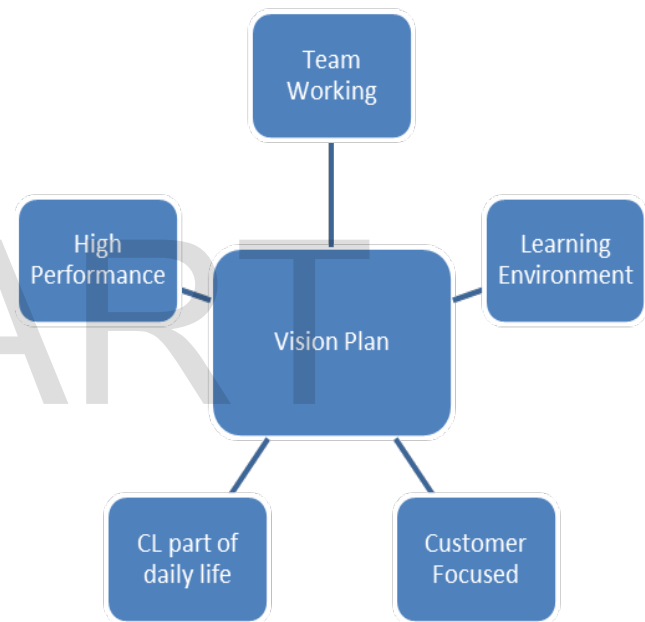 Team
Working
High
Performance
Learning
Environment
Vision Plan
CL part of
daily life
Customer
Focused
ART